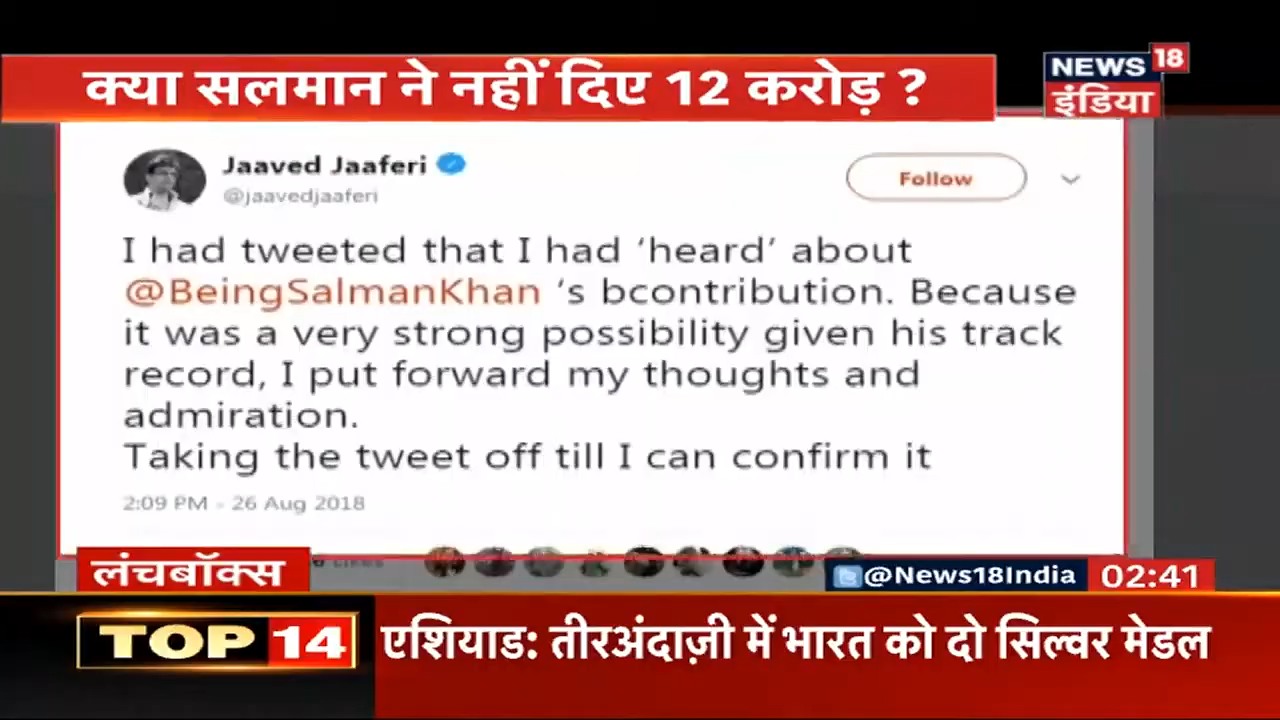 क्या सलमान ने नहीं दिए 12 करोड़ ?
NEWS 18
इंडिया
Jaaved Jaaferi
@jaavedjaaferi
Follow
I had tweeted that I had ‘heard’ about
@BeingSalmanKhan ‘s bcontribution. Because
it was a very strong possibility given his track
record, I put forward my thoughts and
admiration.
Taking the tweet off till I can confirm it
2:09 PM - 26 Aug 2018
लंचबॉक्स
@News18India 02:41
TOP 14 एशियाड: तीरअंदाज़ी में भारत को दो सिल्वर मेडल